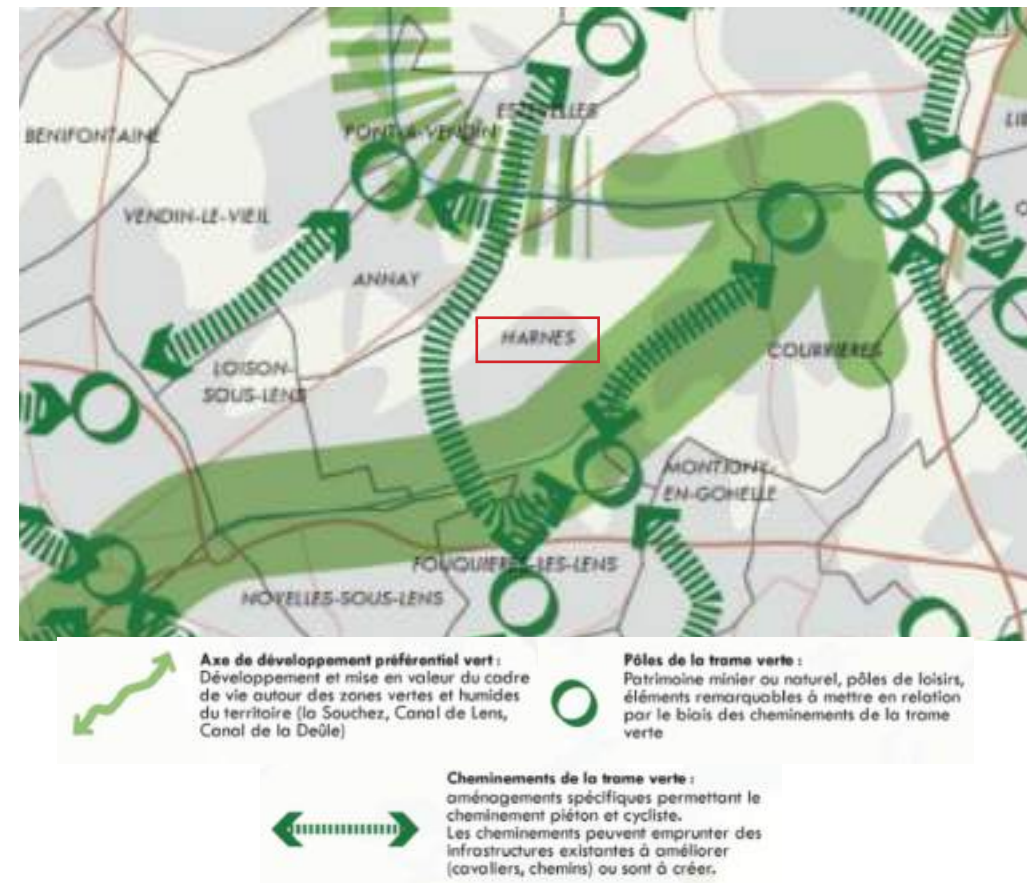 ESTEVELLES
BENIFONTAINE
PONT-A-VENDIN
VENDIN-LE-VIEIL
ANNAY
HARNES
COURRIERES
LOISON-
SOUS-LENS
MONTIGNY-
EN-GOHELLE
FOUQUIERES-LES-LENS
NOYELLES-SOUS-LENS
Axe de développement préférentiel vert :
Développement et mise en valeur du cadre
de vie autour des zones vertes et humides
du territoire (la Souchez, Canal de Lens,
Canal de la Deûle)
Pôles de la trame verte :
Patrimoine minier ou naturel, pôles de loisirs,
éléments remarquables à mettre en relation
par le biais des cheminements de la trame
verte
Cheminements de la trame verte :
aménagements spécifiques permettant le
cheminement piéton et cycliste.
Les cheminements peuvent emprunter des
infrastructures existantes à améliorer
(cavaliers, chemins) ou sont à créer.